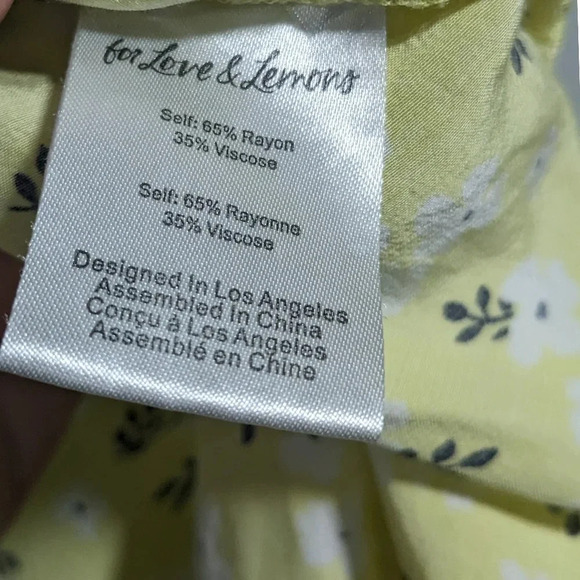 for Love & Lemons
Self: 65% Rayon
35% Viscose
Self: 65% Rayonne
35% Viscose
Designed In Los Angeles
Assembled In China
Conçu à Los Angeles
Assemblé en Chine